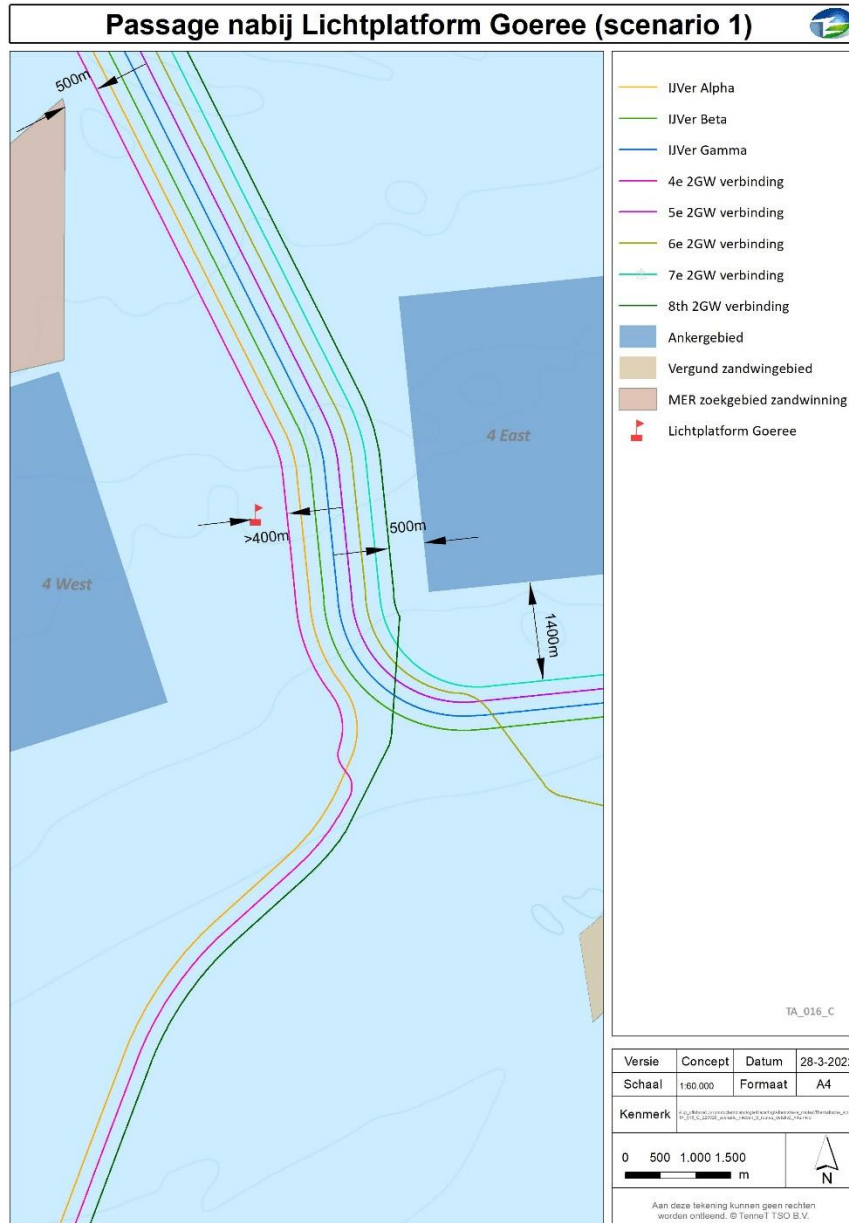 Passage nabij Lichtplatform Goeree (scenario 1)
500m
4 East
>400m
500m
4 West
1400m
IJVer Alpha
IJVer Beta
IJVer Gamma
4e 2GW verbinding
5e 2GW verbinding
6e 2GW verbinding
7e 2GW verbinding
8th 2GW verbinding
Ankergebied
Vergund zandwingebied
MER zoekgebied zandwinning
Lichtplatform Goeree
TA_016_C
Versie Concept Datum 28-3-202
Schaal 1:60.000 Formaat A4
Kenmerk
0 500 1.000 1.500
m
N
Aan deze tekening kunnen geen rechten
worden ontleend. © TenneT TSO B.V.